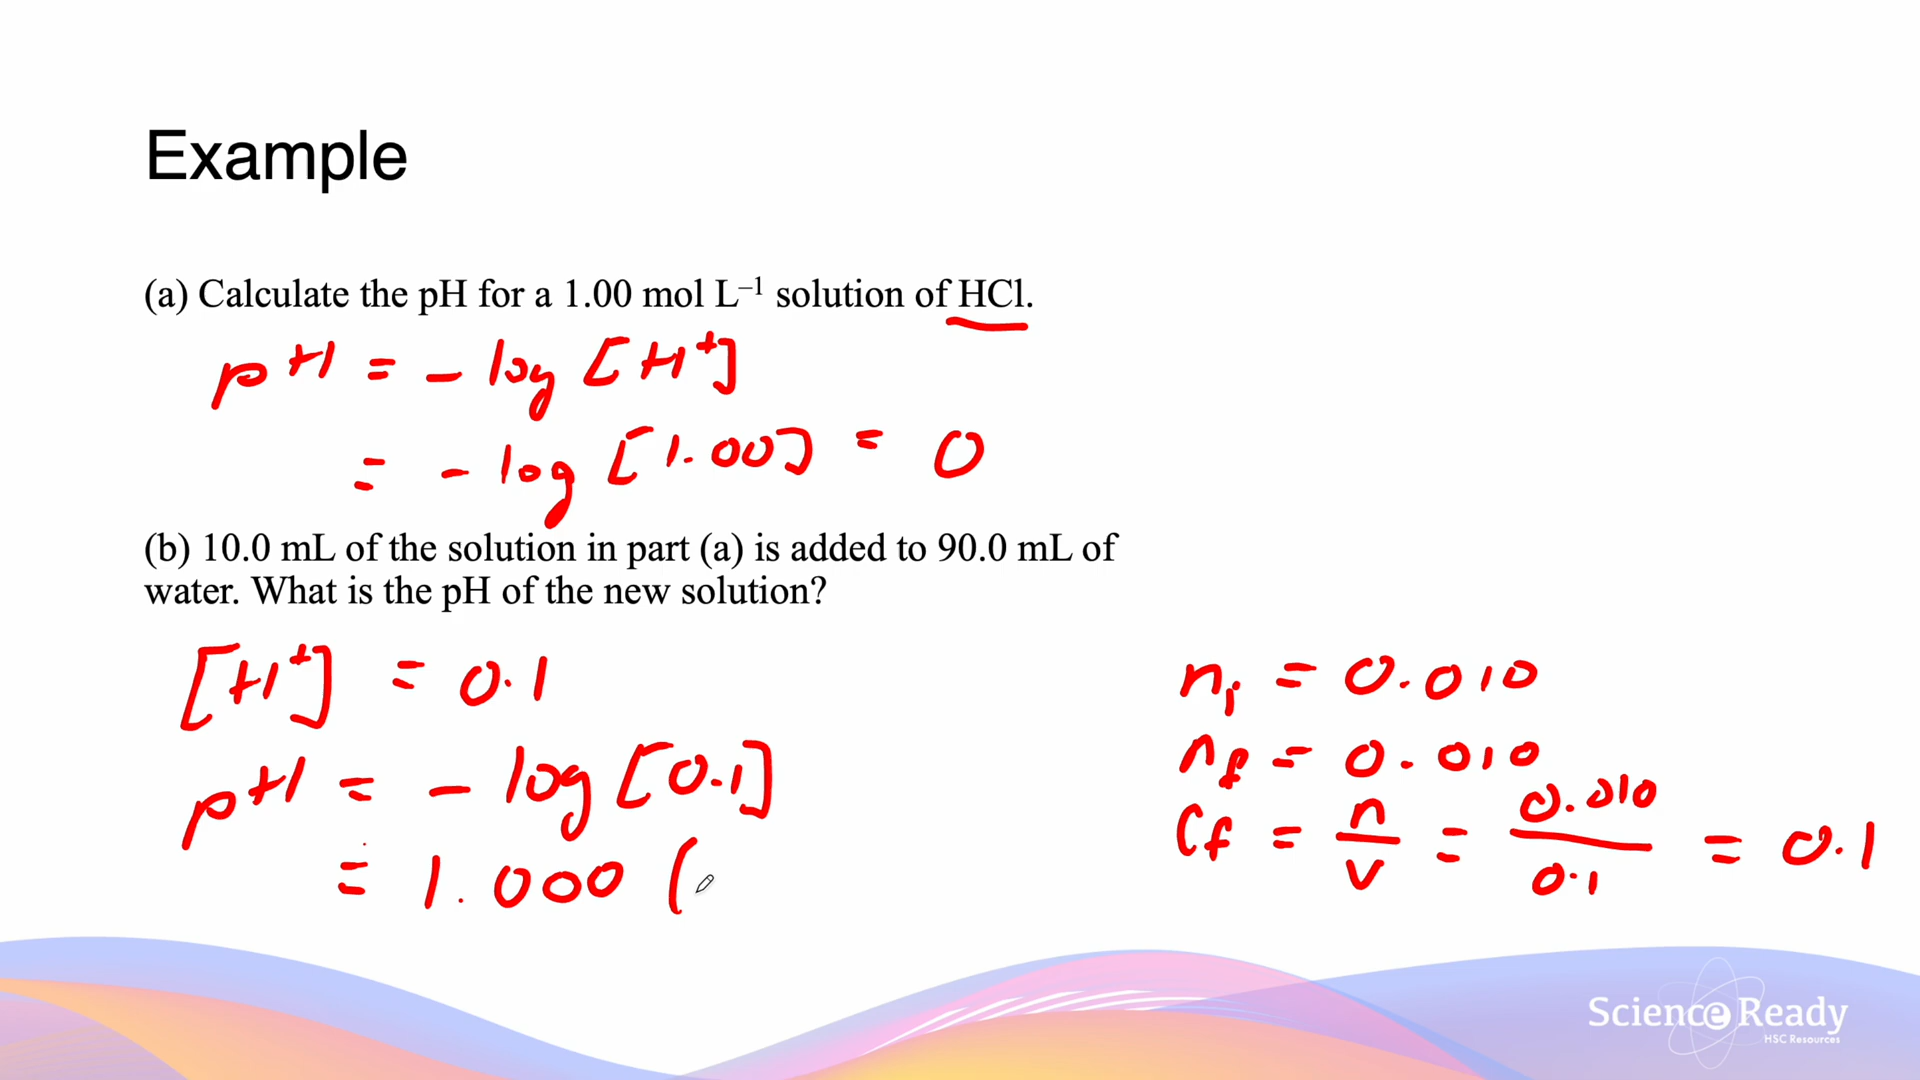 Example
(a) Calculate the pH for a 1.00 mol L⁻¹ solution of HCl.
pH = - log [H⁺]
= - log [1.00] = 0
(b) 10.0 mL of the solution in part (a) is added to 90.0 mL of
water. What is the pH of the new solution?
[H⁺] = 0.1
pH = - log [0.1]
= 1.000 (
nᵢ = 0.010
n_f = 0.010
C_f = n/V = 0.010/0.1 = 0.1
Science Ready
HSC Resources